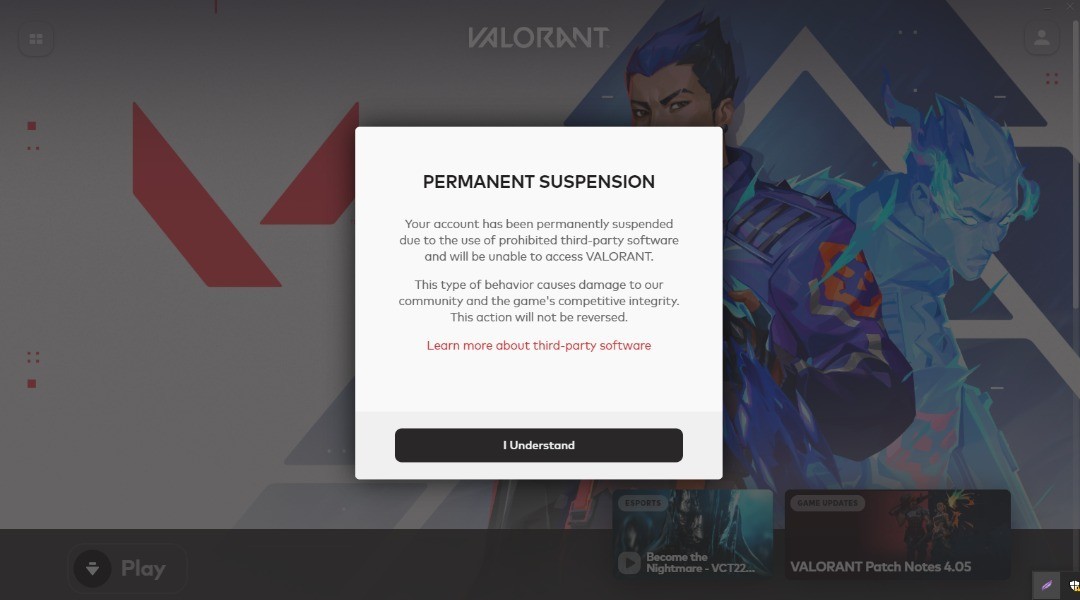 VALORANT
PERMANENT SUSPENSION
Your account has been permanently suspended
due to the use of prohibited third-party software
and will be unable to access VALORANT.
This type of behavior causes damage to our
community and the game's competitive integrity.
This action will not be reversed.
Learn more about third-party software
I Understand
ESPORTS
Become the
Nightmare - VCT22...
GAME UPDATES
VALORANT Patch Notes 4.05
Play